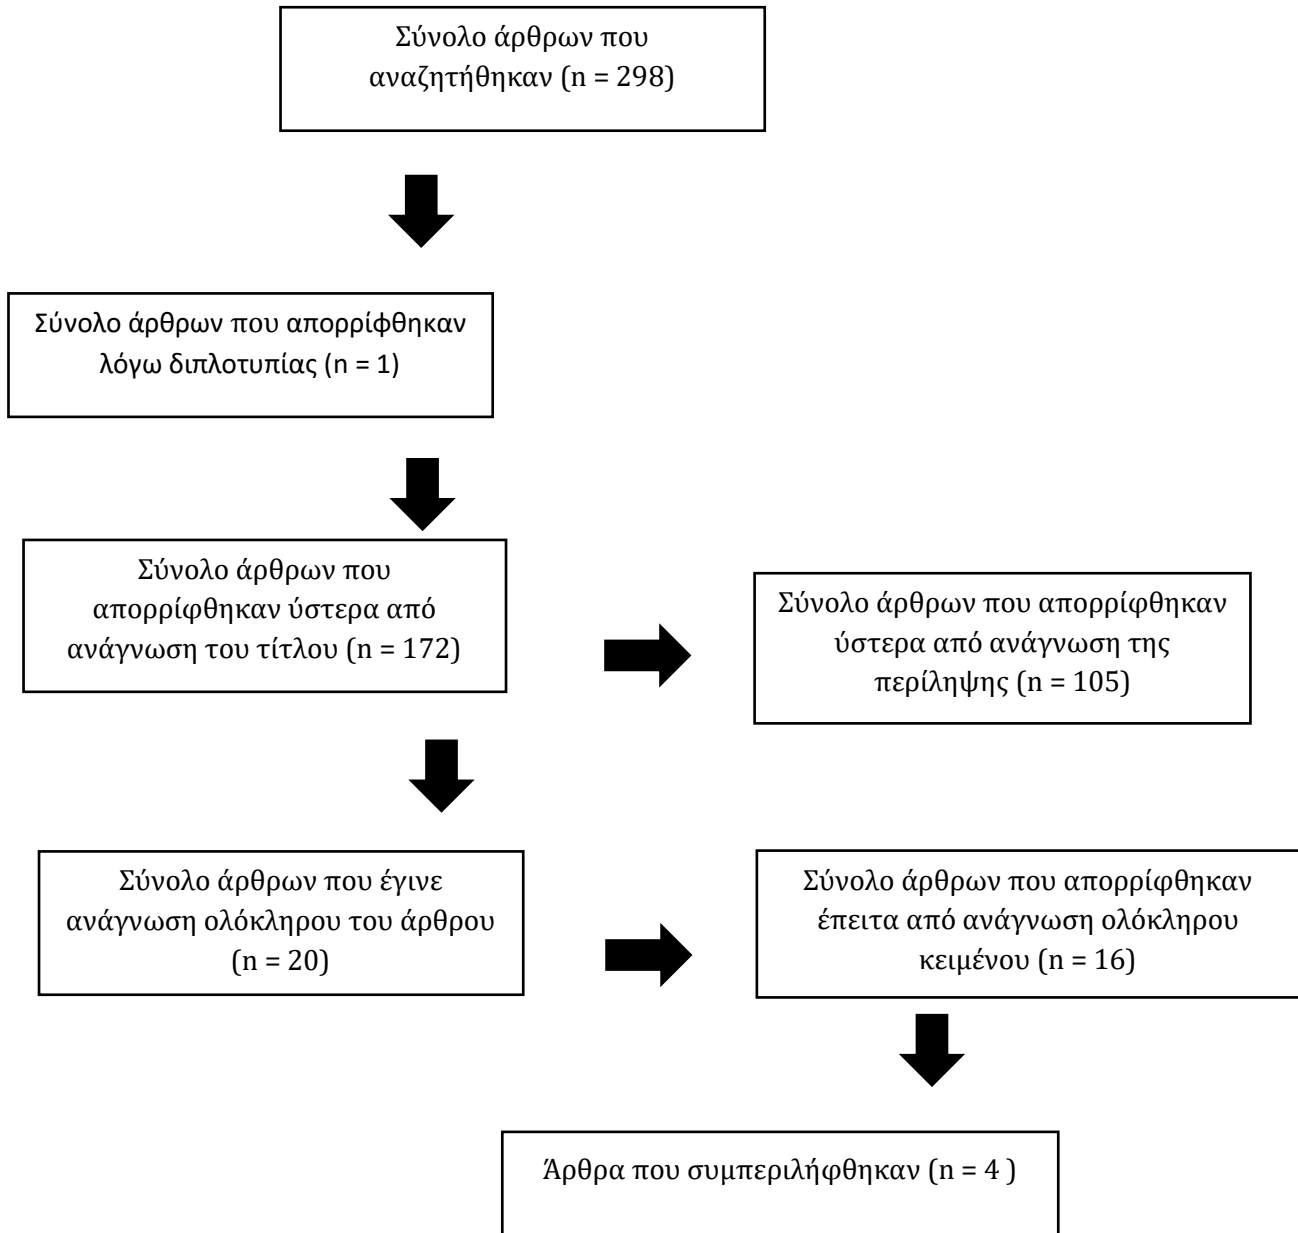 Σύνολο άρθρων που
αναζητήθηκαν (n = 298)
Σύνολο άρθρων που απορρίφθηκαν
λόγω διπλοτυπίας (n = 1)
Σύνολο άρθρων που
απορρίφθηκαν ύστερα από
ανάγνωση του τίτλου (n = 172)
Σύνολο άρθρων που απορρίφθηκαν
ύστερα από ανάγνωση της
περίληψης (n = 105)
Σύνολο άρθρων που έγινε
ανάγνωση ολόκληρου του άρθρου
(n = 20)
Σύνολο άρθρων που απορρίφθηκαν
έπειτα από ανάγνωση ολόκληρου
κειμένου (n = 16)
Άρθρα που συμπεριλήφθηκαν (n = 4 )